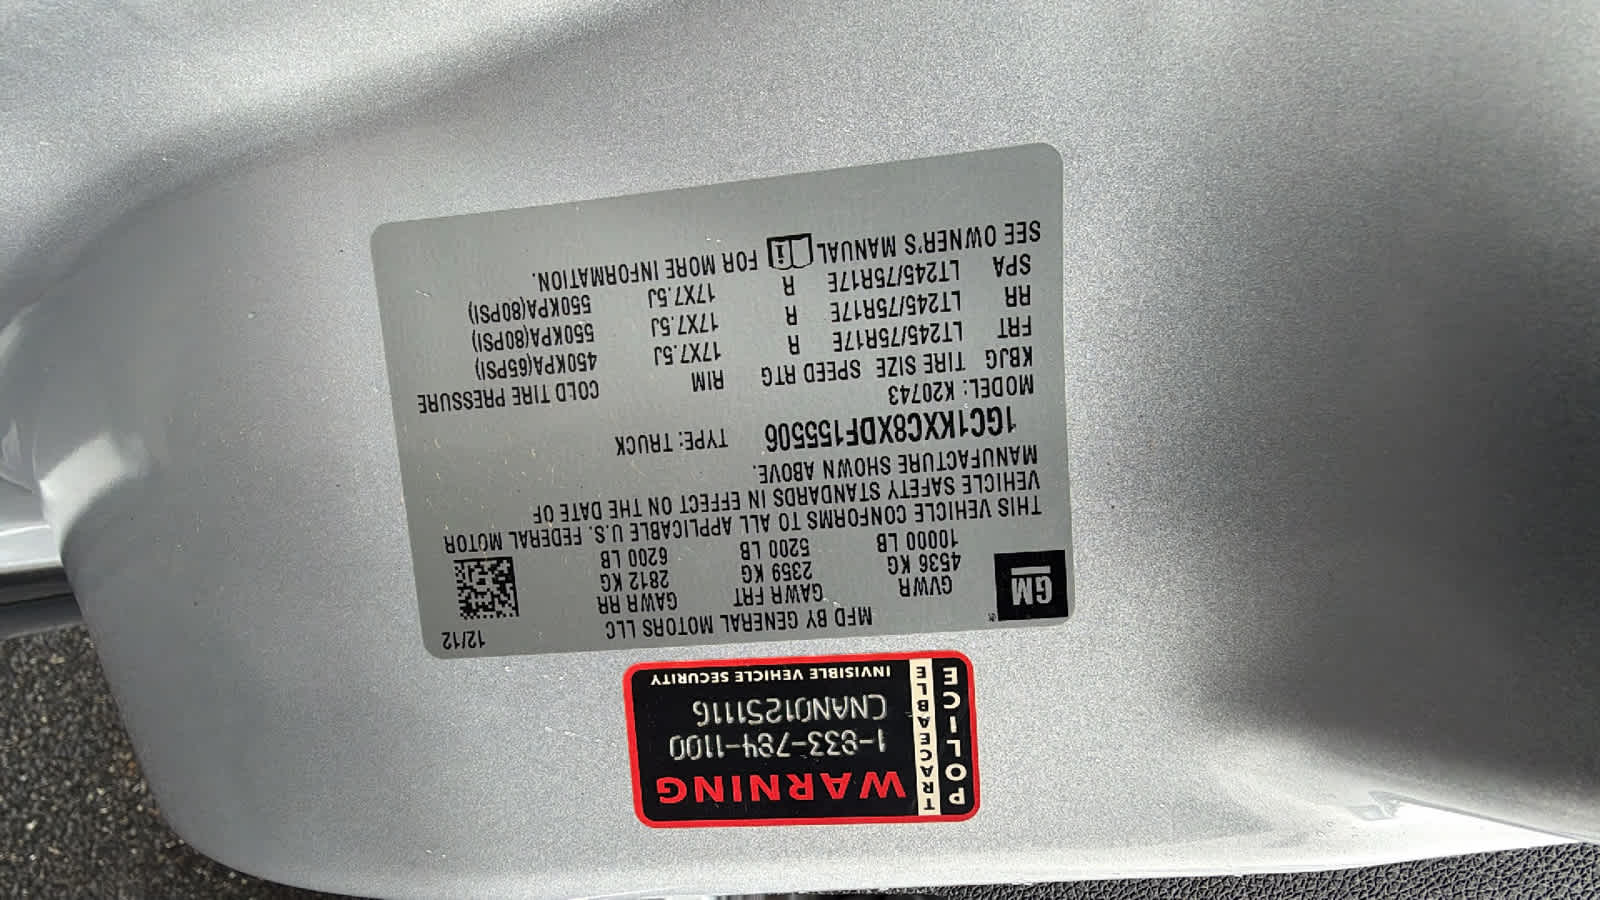 POLICE
TRACEABLE
WARNING
1-833-784-1100
CNAN01251116
INVISIBLE VEHICLE SECURITY
GM
MFD BY GENERAL MOTORS LLC 12/12
GVWR GAWR FRT GAWR RR
4536 KG 2359 KG 2812 KG
10000 LB 5200 LB 6200 LB
THIS VEHICLE CONFORMS TO ALL APPLICABLE U.S. FEDERAL MOTOR
VEHICLE SAFETY STANDARDS IN EFFECT ON THE DATE OF
MANUFACTURE SHOWN ABOVE.
1GC1KXC8XDF155506 TYPE: TRUCK
MODEL: K20743
KBJG TIRE SIZE SPEED RTG RIM COLD TIRE PRESSURE
FRT LT245/75R17E R 17X7.5J 450KPA(65PSI)
RR LT245/75R17E R 17X7.5J 550KPA(80PSI)
SPA LT245/75R17E R 17X7.5J 550KPA(80PSI)
SEE OWNER'S MANUAL i FOR MORE INFORMATION.